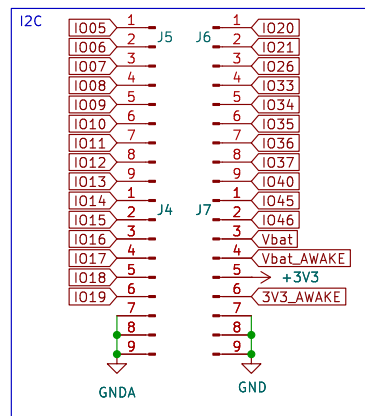 I2C
IO05 1 J5 J6 1 IO20
IO06 2 2 IO21
IO07 3 3 IO26
IO08 4 4 IO33
IO09 5 5 IO34
IO10 6 6 IO35
IO11 7 7 IO36
IO12 8 8 IO37
IO13 9 9 IO40
IO14 1 J4 J7 1 IO45
IO15 2 2 IO46
IO16 3 3 Vbat
IO17 4 4 Vbat_AWAKE
IO18 5 5 +3V3
IO19 6 6 3V3_AWAKE
7 7
8 8
9 9
GNDA GND